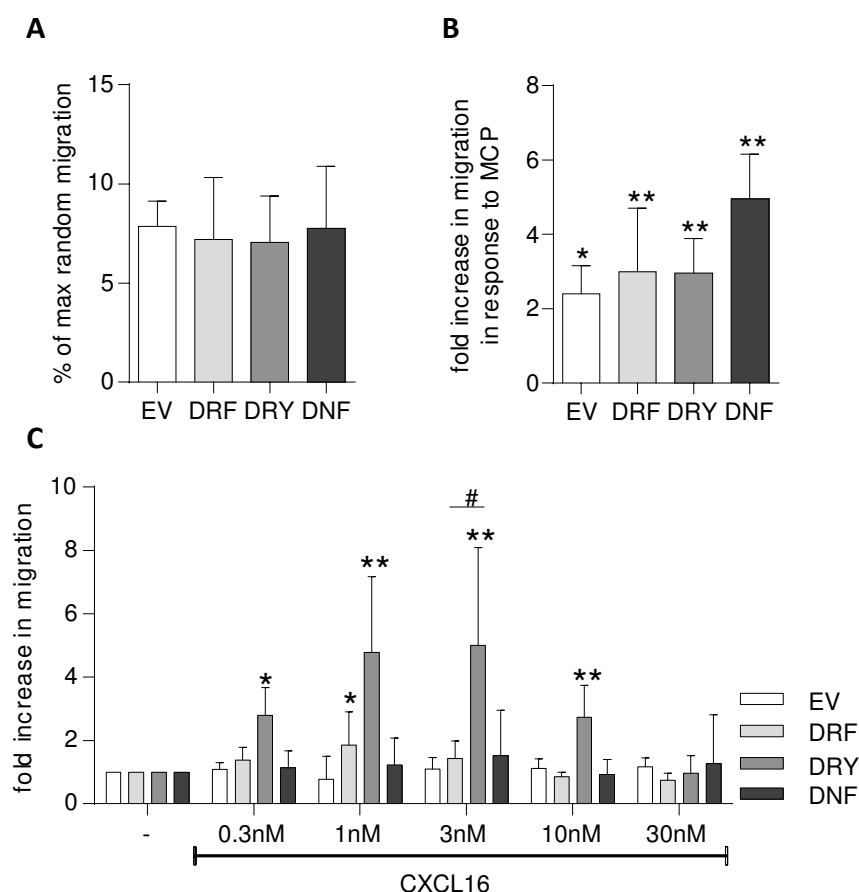 A
B
% of max random migration
15
10
5
0
EV DRF DRY DNF
fold increase in migration
in response to MCP
8
6
4
2
0
*
**
**
**
EV DRF DRY DNF
C
fold increase in migration
10
8
6
4
2
0
*
*
**
#
**
**
- 0.3nM 1nM 3nM 10nM 30nM
CXCL16
EV
DRF
DRY
DNF